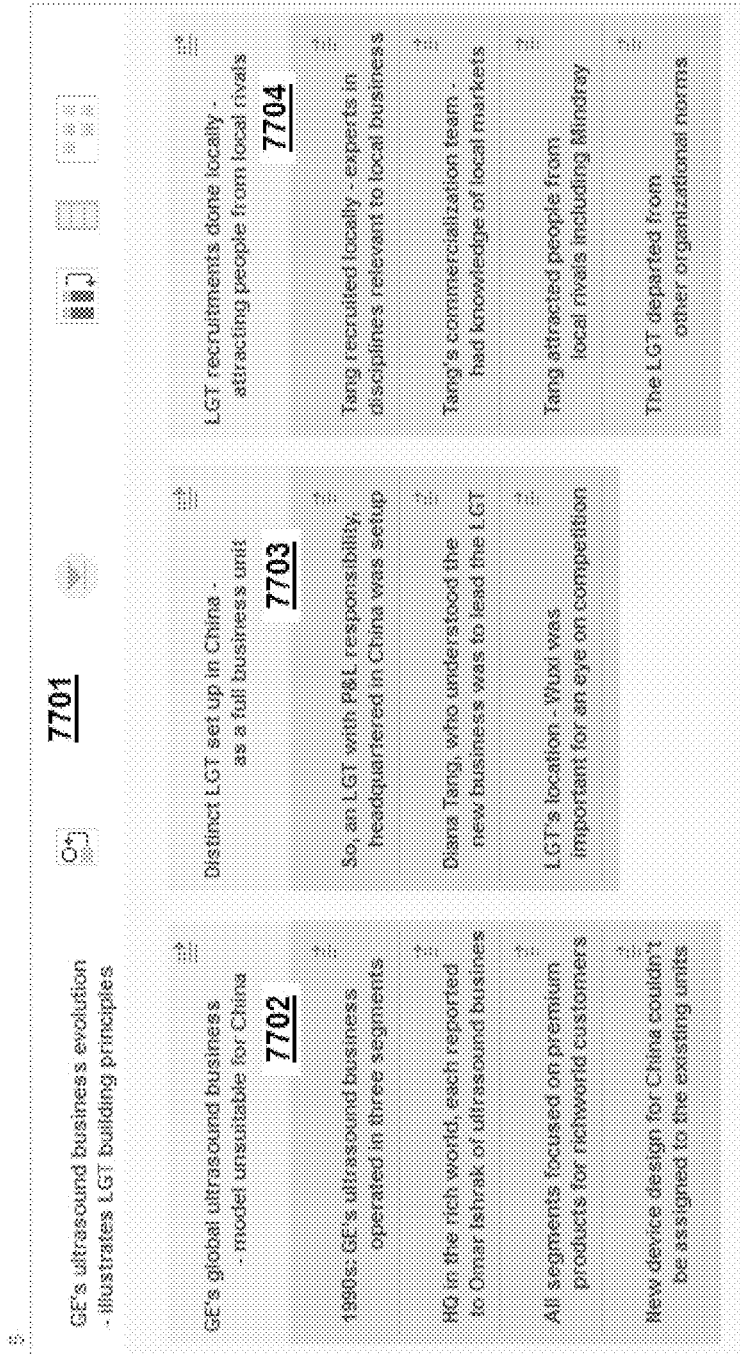 GE's ultrasound business evolution
- illustrates LGT building principles
7701
GE's global ultrasound business
- model unsuitable for China
7702
1990s: GE's ultrasound business
operated in three segments
HQ in the rich world, each reported
to Omar Ishrak of ultrasound busines
All segments focused on premium
products for richworld customers
New device design for China couldn't
be assigned to the existing units
Distinct LGT set up in China -
as a full business unit
7703
So, an LGT with P&L responsibility,
headquartered in China was setup
Diana Tang, who understood the
new business was to lead the LGT
LGT's location - Wuxi was
important for an eye on competition
LGT recruitments done locally -
attracting people from local rivals
7704
Tang recruited locally - experts in
disciplines relevant to local business
Tang's commercialization team -
had knowledge of local markets
Tang attracted people from
local rivals including Mindray
The LGT departed from
other organizational norms